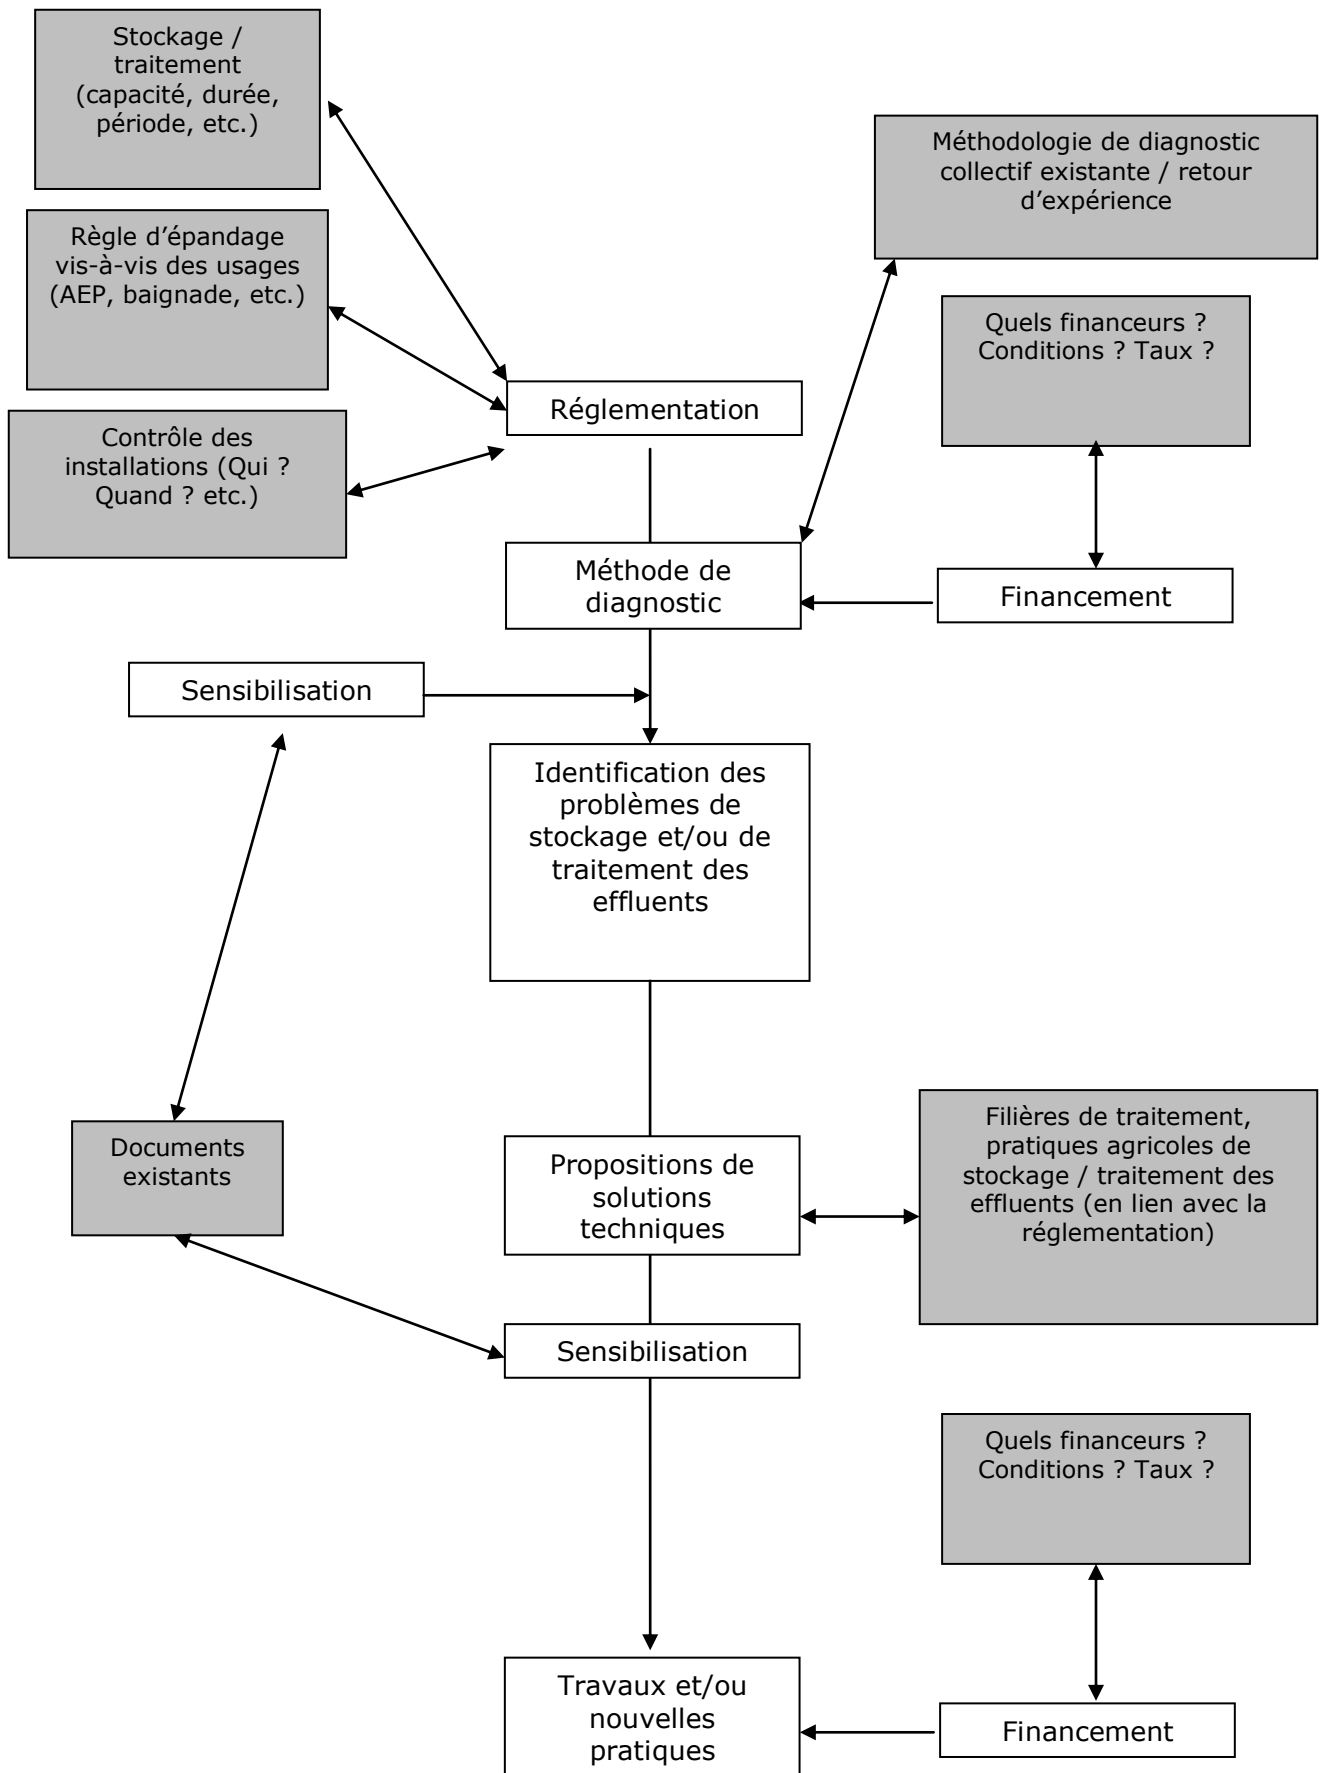 Stockage /
traitement
(capacité, durée,
période, etc.)
Méthodologie de diagnostic
collectif existante / retour
d’expérience
Règle d’épandage
vis-à-vis des usages
(AEP, baignade, etc.)
Quels financeurs ?
Conditions ? Taux ?
Réglementation
Contrôle des
installations (Qui ?
Quand ? etc.)
Méthode de
diagnostic
Financement
Sensibilisation
Identification des
problèmes de
stockage et/ou de
traitement des
effluents
Documents
existants
Propositions de
solutions
techniques
Filières de traitement,
pratiques agricoles de
stockage / traitement des
effluents (en lien avec la
réglementation)
Sensibilisation
Quels financeurs ?
Conditions ? Taux ?
Travaux et/ou
nouvelles
pratiques
Financement